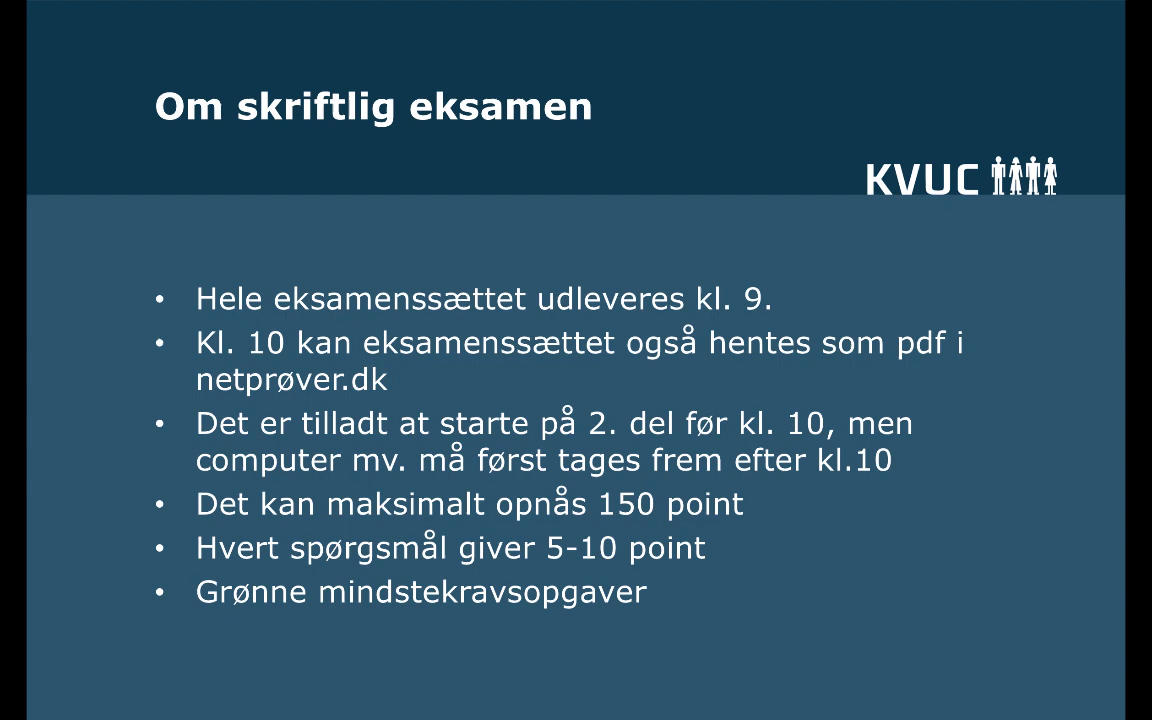 Om skriftlig eksamen
KVUC
• Hele eksamenssættet udleveres kl. 9.
• Kl. 10 kan eksamenssættet også hentes som pdf i
netprøver.dk
• Det er tilladt at starte på 2. del før kl. 10, men
computer mv. må først tages frem efter kl.10
• Det kan maksimalt opnås 150 point
• Hvert spørgsmål giver 5-10 point
• Grønne mindstekravsopgaver